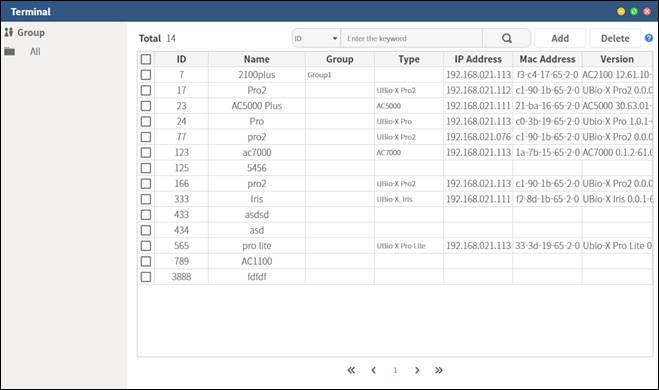 Terminal
Group
All
Total 14
ID
Enter the keyword
Add
Delete
?
ID Name Group Type IP Address Mac Address Version
7 2100plus Group1 192.168.021.113 f3-c4-17-65-2-0 AC2100 12.61.10-
17 Pro2 UBio-X Pro2 192.168.021.112 c1-90-1b-65-2-0 UBio-X Pro2 0.0.0
23 AC5000 Plus AC5000 192.168.021.111 21-ba-16-65-2-0 AC5000 30.63.01-
24 Pro UBio-X Pro 192.168.021.113 c0-3b-19-65-2-0 UBio-X Pro 1.0.1-
77 pro2 UBio-X Pro2 192.168.021.076 c1-90-1b-65-2-0 UBio-X Pro2 0.0.0
123 ac7000 AC7000 192.168.021.113 1a-7b-15-65-2-0 AC7000 0.1.2-61.0
125 5456
166 pro2 UBio-X Pro2 192.168.021.113 c1-90-1b-65-2-0 UBio-X Pro2 0.0.0
333 Iris UBio-X_Iris 192.168.021.111 f2-8d-1b-65-2-0 UBio-X Iris 0.0.1-6
433 asdsd
434 asd
565 pro lite UBio-X Pro Lite 192.168.021.113 33-3d-19-65-2-0 Ubio-X Pro Lite 0
789 AC1100
3888 fdfdf
1